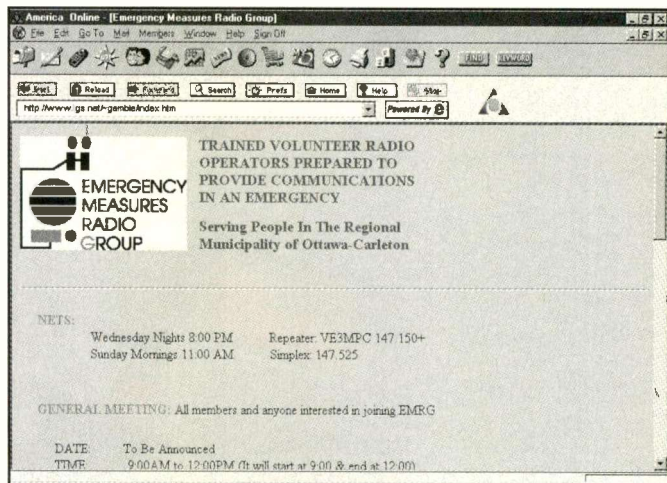 America Online - [Emergency Measures Radio Group]
File Edit Go To Mail Members Window Help Sign Off
FIND KEYWORD
Back Reload Forward Search Prefs Home Help Stop
http://www.igs.net/~gamble/index.htm
Powered By
EMERGENCY
MEASURES
RADIO
GROUP
TRAINED VOLUNTEER RADIO
OPERATORS PREPARED TO
PROVIDE COMMUNICATIONS
IN AN EMERGENCY
Serving People In The Regional
Municipality of Ottawa-Carleton
NETS:
Wednesday Nights 8:00 PM Repeater: VE3MPC 147.150+
Sunday Mornings 11:00 AM Simplex: 147.525
GENERAL MEETING: All members and anyone interested in joining EMRG
DATE: To Be Announced
TIME 9:00AM to 12:00PM (It will start at 9:00 & end at 12:00)